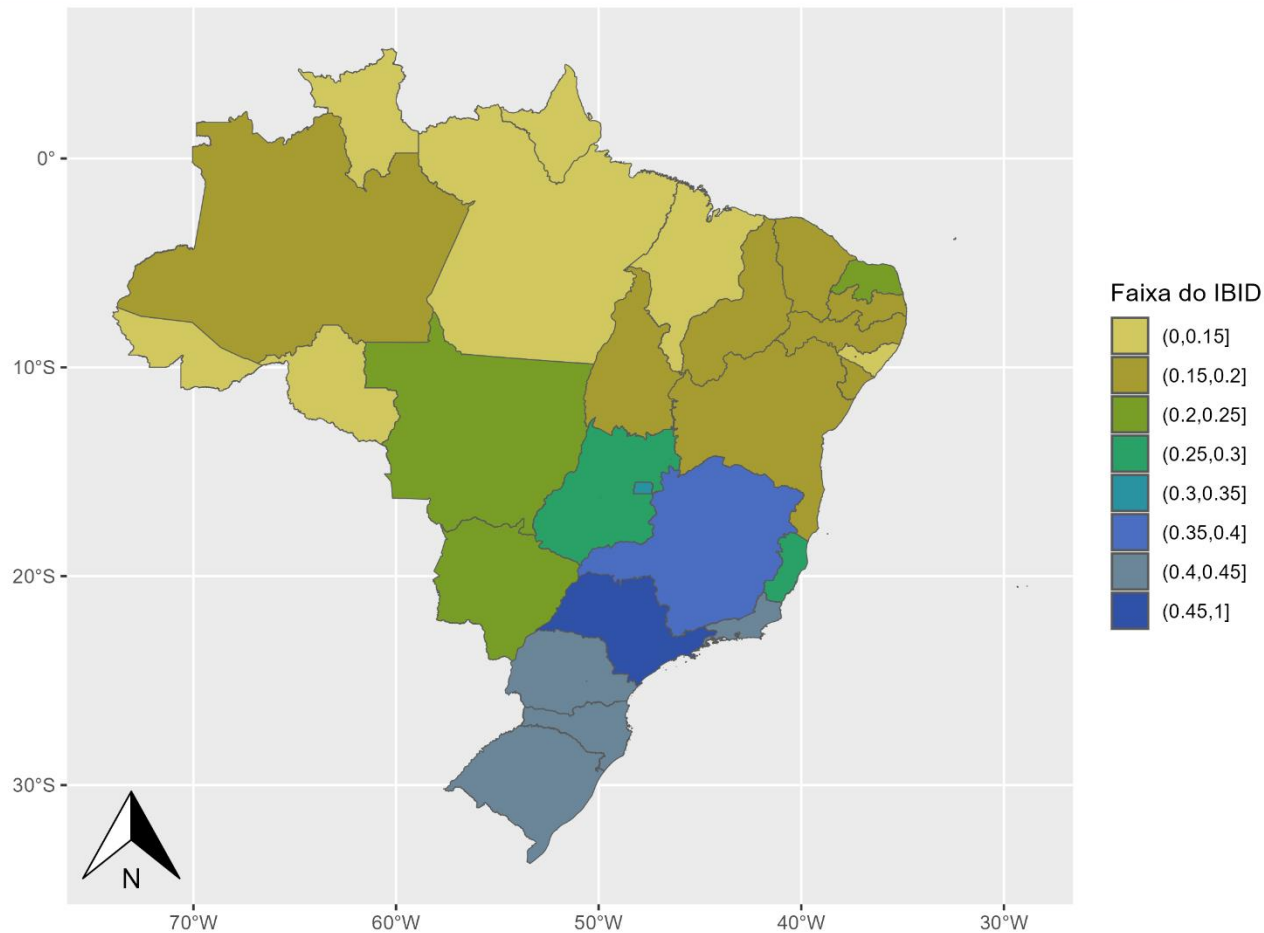 0°
10°S
20°S
30°S
70°W
60°W
50°W
40°W
30°W
N
Faixa do IBID
(0,0.15]
(0.15,0.2]
(0.2,0.25]
(0.25,0.3]
(0.3,0.35]
(0.35,0.4]
(0.4,0.45]
(0.45,1]